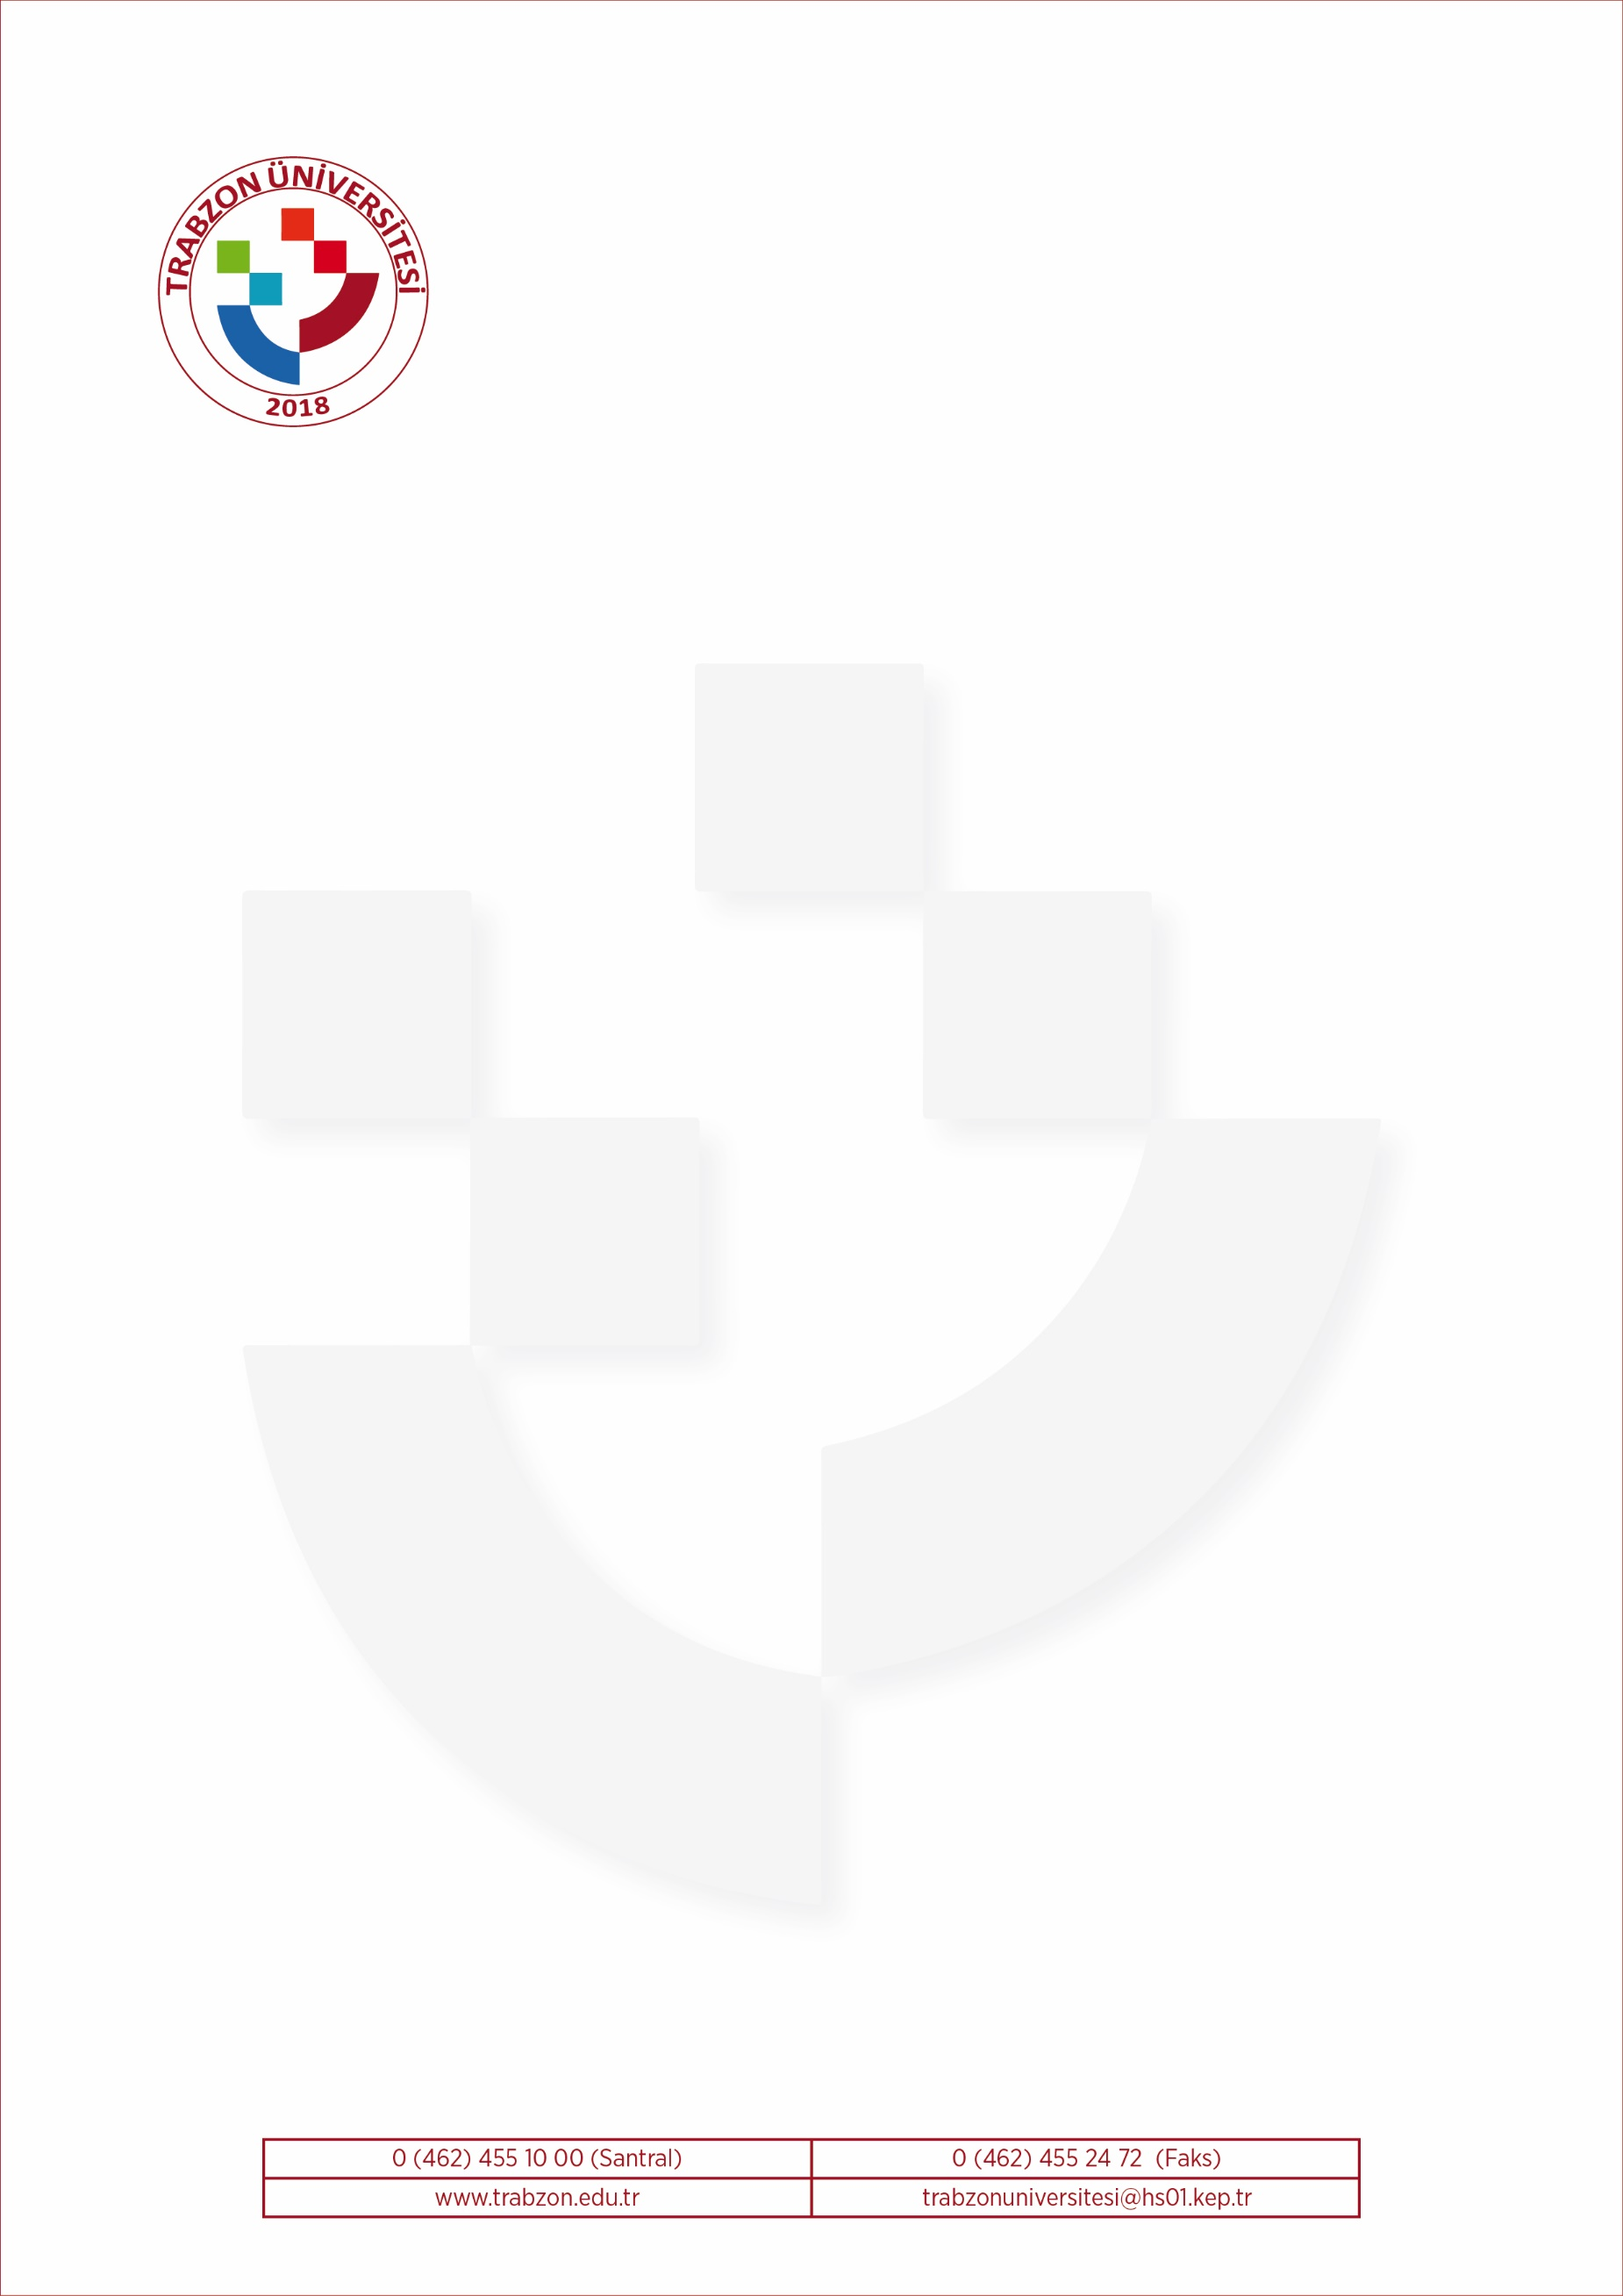 TRABZON ÜNİVERSİTESİ
2018
0 (462) 455 10 00 (Santral)
0 (462) 455 24 72 (Faks)
www.trabzon.edu.tr
trabzonuniversitesi@hs01.kep.tr